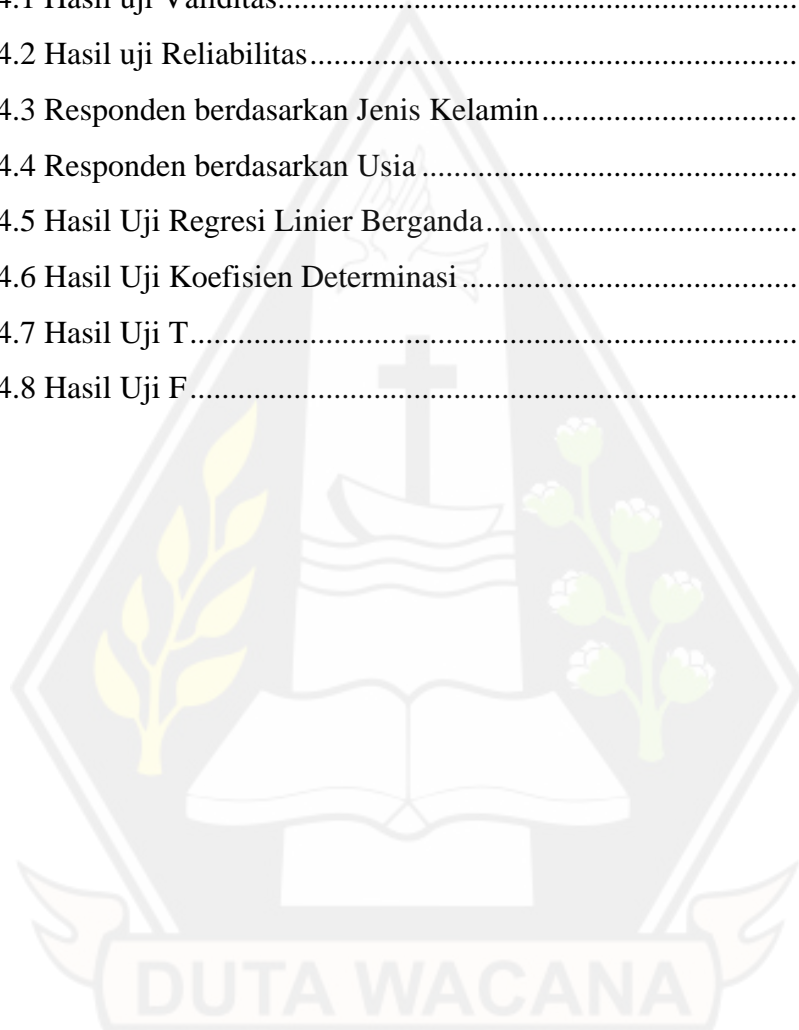 4.1 Hasil uji Validitas
4.2 Hasil uji Reliabilitas
4.3 Responden berdasarkan Jenis Kelamin
4.4 Responden berdasarkan Usia
4.5 Hasil Uji Regresi Linier Berganda
4.6 Hasil Uji Koefisien Determinasi
4.7 Hasil Uji T
4.8 Hasil Uji F
DUTA WACANA